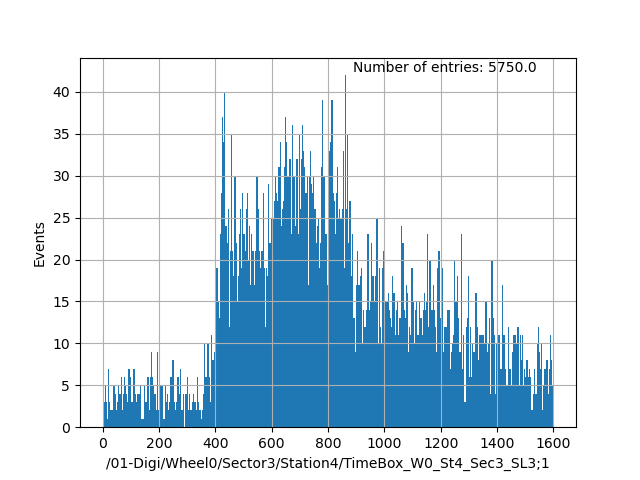 Number of entries: 5750.0
40
35
30
25
20
15
10
5
0
Events
0 200 400 600 800 1000 1200 1400 1600
/01-Digi/Wheel0/Sector3/Station4/TimeBox_W0_St4_Sec3_SL3;1